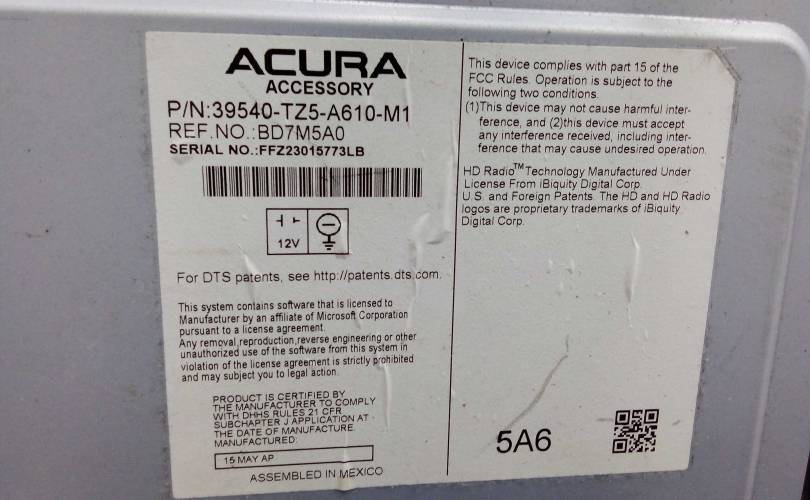 ACURA
ACCESSORY
P/N:39540-TZ5-A610-M1
REF.NO.:BD7M5A0
SERIAL NO.:FFZ23015773LB
12V
For DTS patents, see http://patents.dts.com.
This system contains software that is licensed to
Manufacturer by an affiliate of Microsoft Corporation
pursuant to a license agreement.
Any removal,reproduction,reverse engineering or other
unauthorized use of the software from this system in
violation of the license agreement is strictly prohibited
and may subject you to legal action.
PRODUCT IS CERTIFIED BY
THE MANUFACTURER TO COMPLY
WITH DHHS RULES 21 CFR
SUBCHAPTER J APPLICATION AT
THE DATE OF MANUFACTURE.
MANUFACTURED:
15 MAY AP
ASSEMBLED IN MEXICO
This device complies with part 15 of the
FCC Rules. Operation is subject to the
following two conditions.
(1)This device may not cause harmful inter-
ference, and (2)this device must accept
any interference received, including inter-
ference that may cause undesired operation.
HD Radio™ Technology Manufactured Under
License From iBiquity Digital Corp.
U.S. and Foreign Patents. The HD and HD Radio
logos are proprietary trademarks of iBiquity
Digital Corp.
5A6